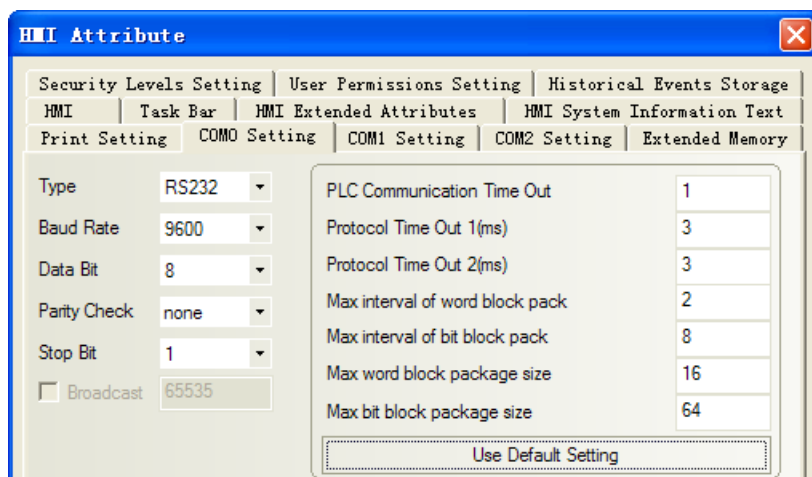 HMI Attribute
Security Levels Setting User Permissions Setting Historical Events Storage
HMI Task Bar HMI Extended Attributes HMI System Information Text
Print Setting COM0 Setting COM1 Setting COM2 Setting Extended Memory
Type RS232
Baud Rate 9600
Data Bit 8
Parity Check none
Stop Bit 1
Broadcast 65535
PLC Communication Time Out 1
Protocol Time Out 1(ms) 3
Protocol Time Out 2(ms) 3
Max interval of word block pack 2
Max interval of bit block pack 8
Max word block package size 16
Max bit block package size 64
Use Default Setting